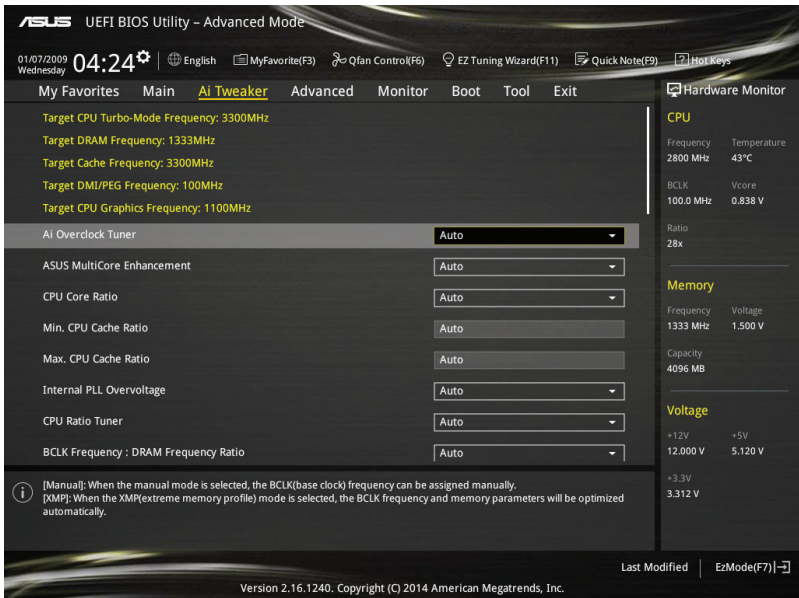 ASUS UEFI BIOS Utility – Advanced Mode
01/07/2009
Wednesday
04:24
English
MyFavorite(F3)
Qfan Control(F6)
EZ Tuning Wizard(F11)
Quick Note(F9)
? Hot Keys
My Favorites Main Ai Tweaker Advanced Monitor Boot Tool Exit
Target CPU Turbo-Mode Frequency: 3300MHz
Target DRAM Frequency: 1333MHz
Target Cache Frequency: 3300MHz
Target DMI/PEG Frequency: 100MHz
Target CPU Graphics Frequency: 1100MHz
Ai Overclock Tuner Auto
ASUS MultiCore Enhancement Auto
CPU Core Ratio Auto
Min. CPU Cache Ratio Auto
Max. CPU Cache Ratio Auto
Internal PLL Overvoltage Auto
CPU Ratio Tuner Auto
BCLK Frequency : DRAM Frequency Ratio Auto
[Manual]: When the manual mode is selected, the BCLK(base clock) frequency can be assigned manually.
[XMP]: When the XMP(extreme memory profile) mode is selected, the BCLK frequency and memory parameters will be optimized
automatically.
Hardware Monitor
CPU
Frequency Temperature
2800 MHz 43°C
BCLK Vcore
100.0 MHz 0.838 V
Ratio
28x
Memory
Frequency Voltage
1333 MHz 1.500 V
Capacity
4096 MB
Voltage
+12V +5V
12.000 V 5.120 V
+3.3V
3.312 V
Last Modified
EzMode(F7)
Version 2.16.1240. Copyright (C) 2014 American Megatrends, Inc.